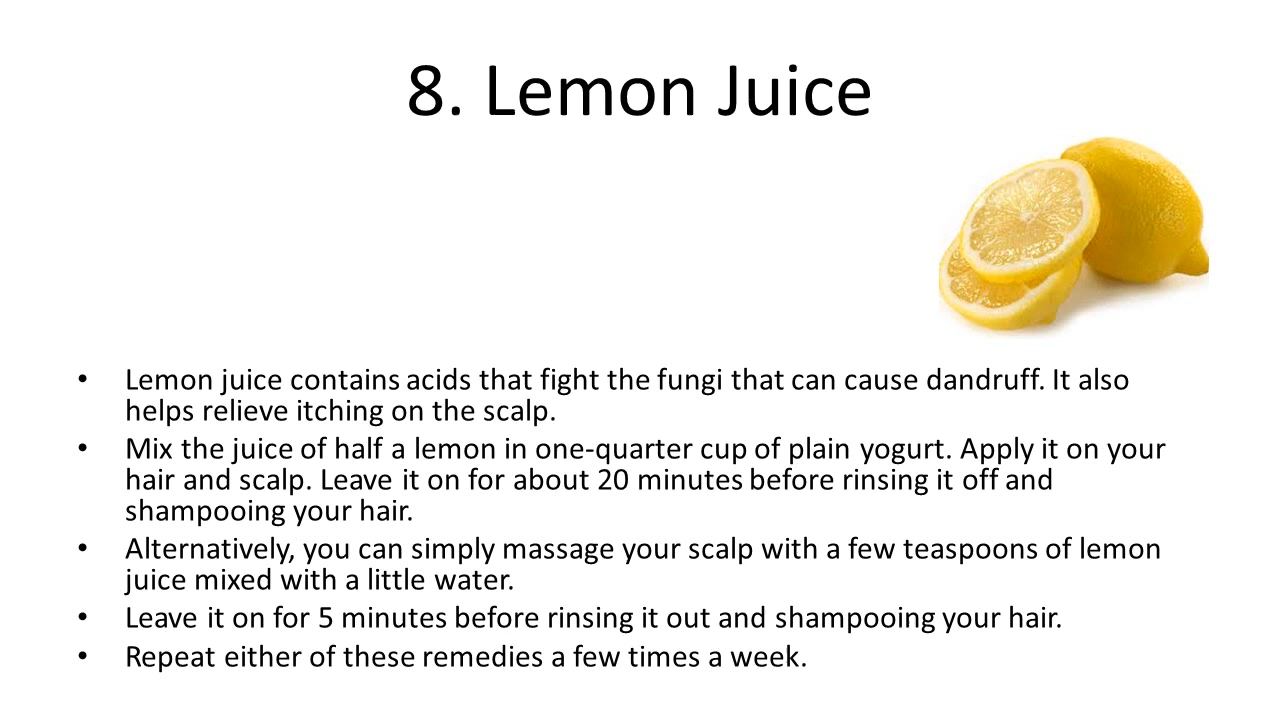 8. Lemon Juice
• Lemon juice contains acids that fight the fungi that can cause dandruff. It also
helps relieve itching on the scalp.
• Mix the juice of half a lemon in one-quarter cup of plain yogurt. Apply it on your
hair and scalp. Leave it on for about 20 minutes before rinsing it off and
shampooing your hair.
• Alternatively, you can simply massage your scalp with a few teaspoons of lemon
juice mixed with a little water.
• Leave it on for 5 minutes before rinsing it out and shampooing your hair.
• Repeat either of these remedies a few times a week.